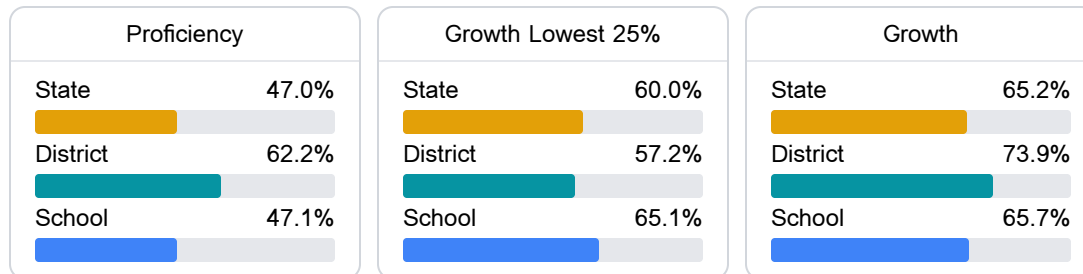 Proficiency
State 47.0%
District 62.2%
School 47.1%
Growth Lowest 25%
State 60.0%
District 57.2%
School 65.1%
Growth
State 65.2%
District 73.9%
School 65.7%